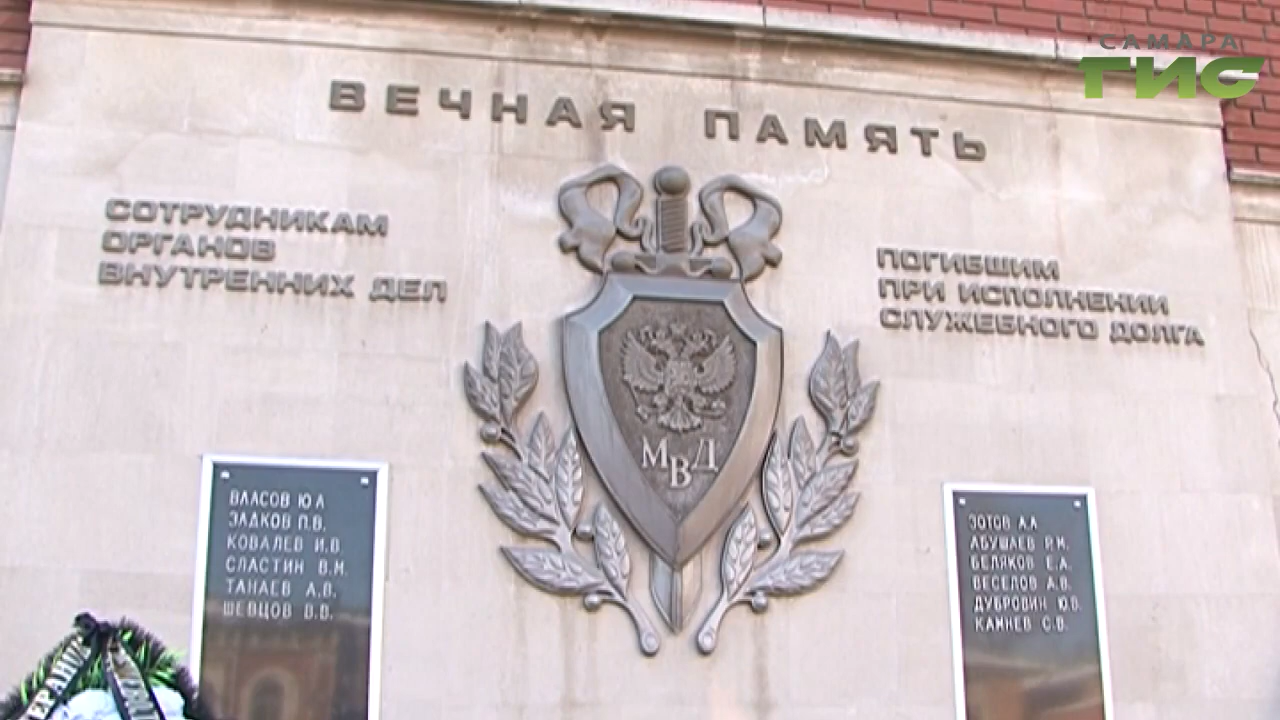 САМАРА
ГИС
ВЕЧНАЯ ПАМЯТЬ
СОТРУДНИКАМ
ОРГАНОВ
ВНУТРЕННИХ ДЕЛ
ПОГИБШИМ
ПРИ ИСПОЛНЕНИИ
СЛУЖЕБНОГО ДОЛГА
МВД
ВЛАСОВ Ю.А
ЗАДКОВ П.В.
КОВАЛЕВ И.В.
СЛАСТИН В.М.
ТАНАЕВ А.В.
ШЕВЦОВ В.В.
ЗОТОВ А.А
АБУШАЕВ Р.М.
БЕЛЯКОВ Е.А.
ВЕСЕЛОВ А.В.
ДУБРОВИН Ю.В.
КАМНЕВ С.В.